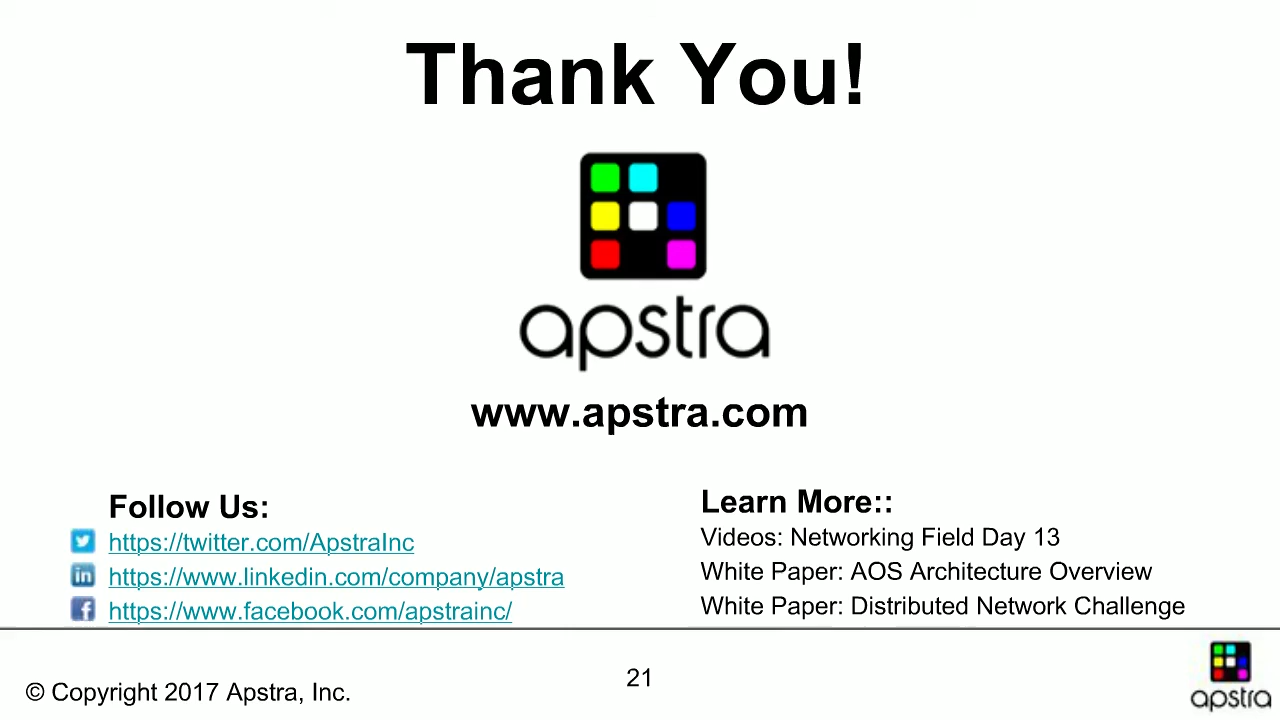 Thank You!
apstra
www.apstra.com
Follow Us:
https://twitter.com/ApstraInc
https://www.linkedin.com/company/apstra
https://www.facebook.com/apstrainc/
Learn More::
Videos: Networking Field Day 13
White Paper: AOS Architecture Overview
White Paper: Distributed Network Challenge
© Copyright 2017 Apstra, Inc.
21
apstra